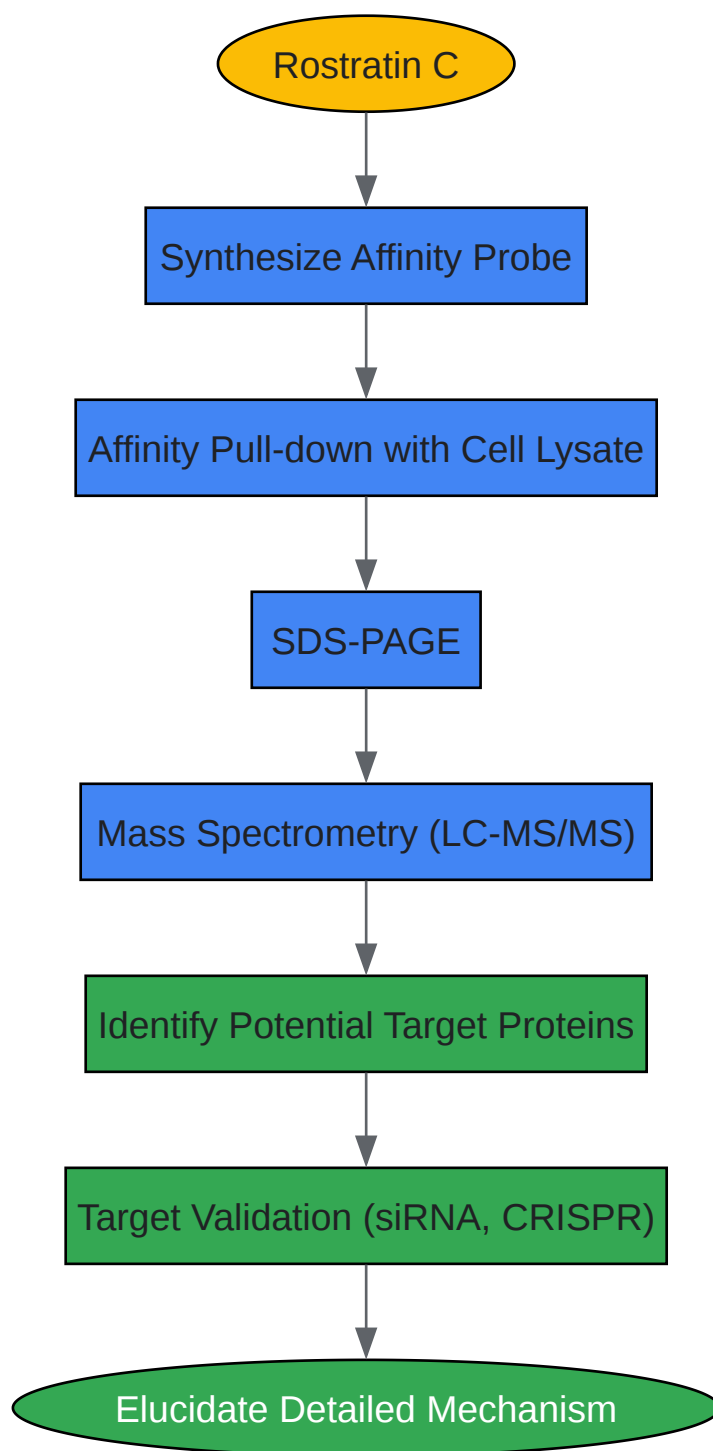 Rostratin C
Synthesize Affinity Probe
Affinity Pull-down with Cell Lysate
SDS-PAGE
Mass Spectrometry (LC-MS/MS)
Identify Potential Target Proteins
Target Validation (siRNA, CRISPR)
Elucidate Detailed Mechanism